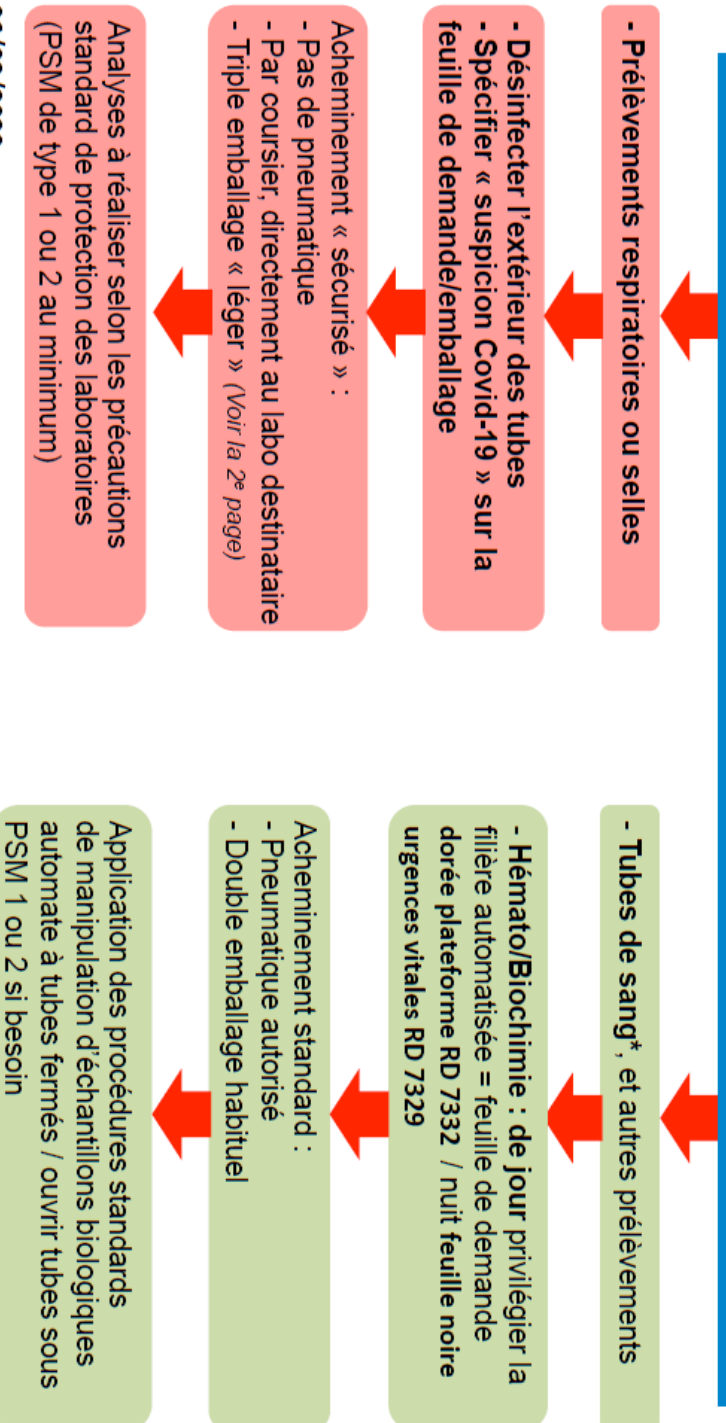 - Prélèvements respiratoires ou selles
- Désinfecter l'extérieur des tubes
- Spécifier « suspicion Covid-19 » sur la
feuille de demande/emballage
Acheminement « sécurisé » :
- Pas de pneumatique
- Par coursier, directement au labo destinataire
- Triple emballage « léger » (Voir la 2e page)
Analyses à réaliser selon les précautions
standard de protection des laboratoires
(PSM de type 1 ou 2 au minimum)
- Tubes de sang*, et autres prélèvements
- Hémato/Biochimie : de jour privilégier la
filière automatisée = feuille de demande
dorée plateforme RD 7332 / nuit feuille noire
urgences vitales RD 7329
Acheminement standard :
- Pneumatique autorisé
- Double emballage habituel
Application des procédures standards
de manipulation d'échantillons biologiques
automate à tubes fermés / ouvrir tubes sous
PSM 1 ou 2 si besoin